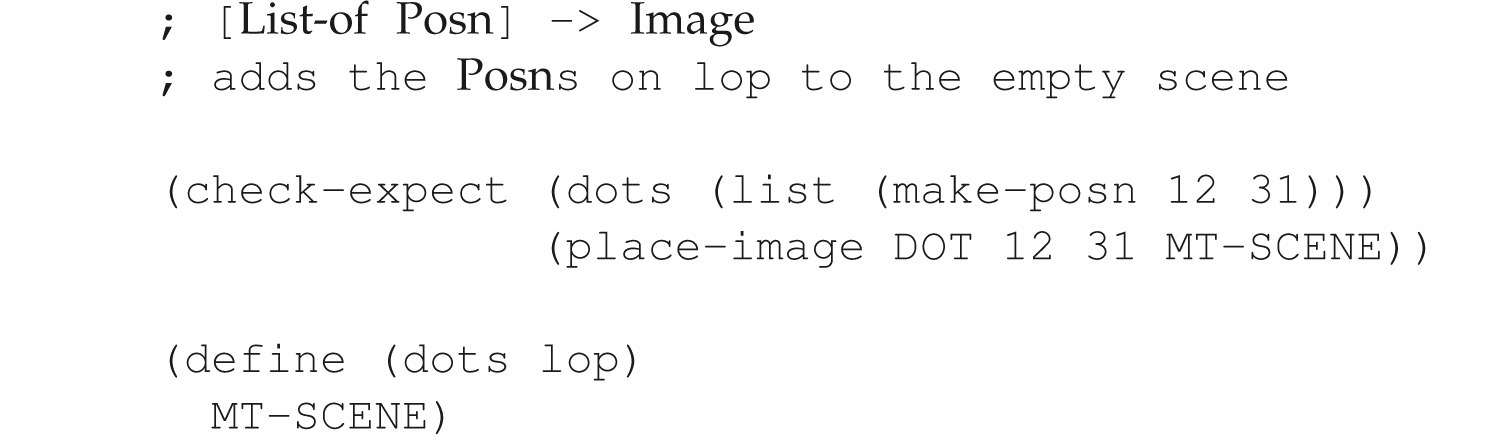 ; [List-of Posn] -> Image
; adds the Posns on lop to the empty scene
(check-expect (dots (list (make-posn 12 31)))
(place-image DOT 12 31 MT-SCENE))
(define (dots lop)
MT-SCENE)